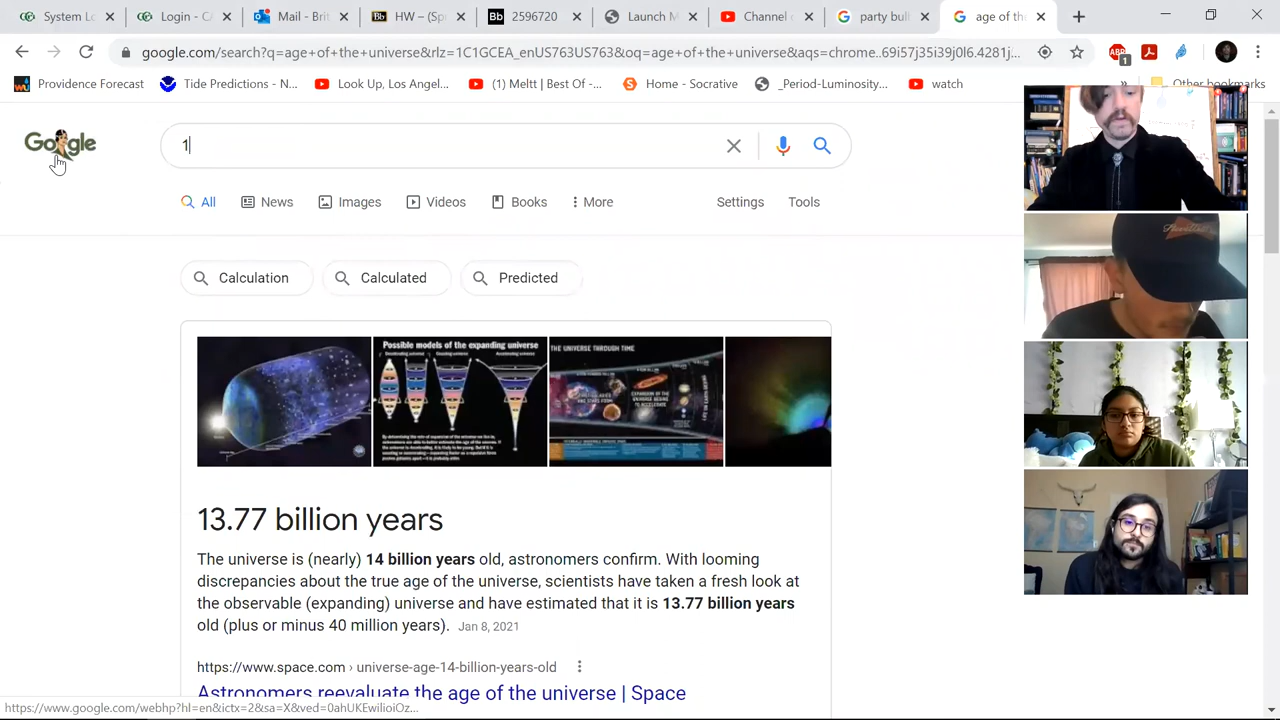 System Lo
Login - CA
Mail - Brit
HW – (Sp
2596720
Launch M
Channel c
party bull
age of th
google.com/search?q=age+of+the+universe&rlz=1C1GCEA_enUS763US763&oq=age+of+the+universe&aqs=chrome..69i57j35i39j0l6.4281j...
ABP
1
Providence Forecast
Tide Predictions - N...
Look Up, Los Angel...
(1) ... I Best Of -...
Home - Socrative
Period-Luminosity...
watch
»
Other bookmarks
Google
1
All
News
Images
Videos
Books
More
Settings
Tools
Calculation
Calculated
Predicted
Possible models of the expanding universe
THE UNIVERSE THROUGH TIME
13.77 billion years
The universe is (nearly) 14 billion years old, astronomers confirm. With looming
discrepancies about the true age of the universe, scientists have taken a fresh look at
the observable (expanding) universe and have estimated that it is 13.77 billion years
old (plus or minus 40 million years). Jan 8, 2021
https://www.space.com › universe-age-14-billion-years-old
Astronomers reevaluate the age of the universe | Space
https://www.google.com/webhp?hl=en&ictx=2&sa=X&ved=0ahUKEwilioiOz...